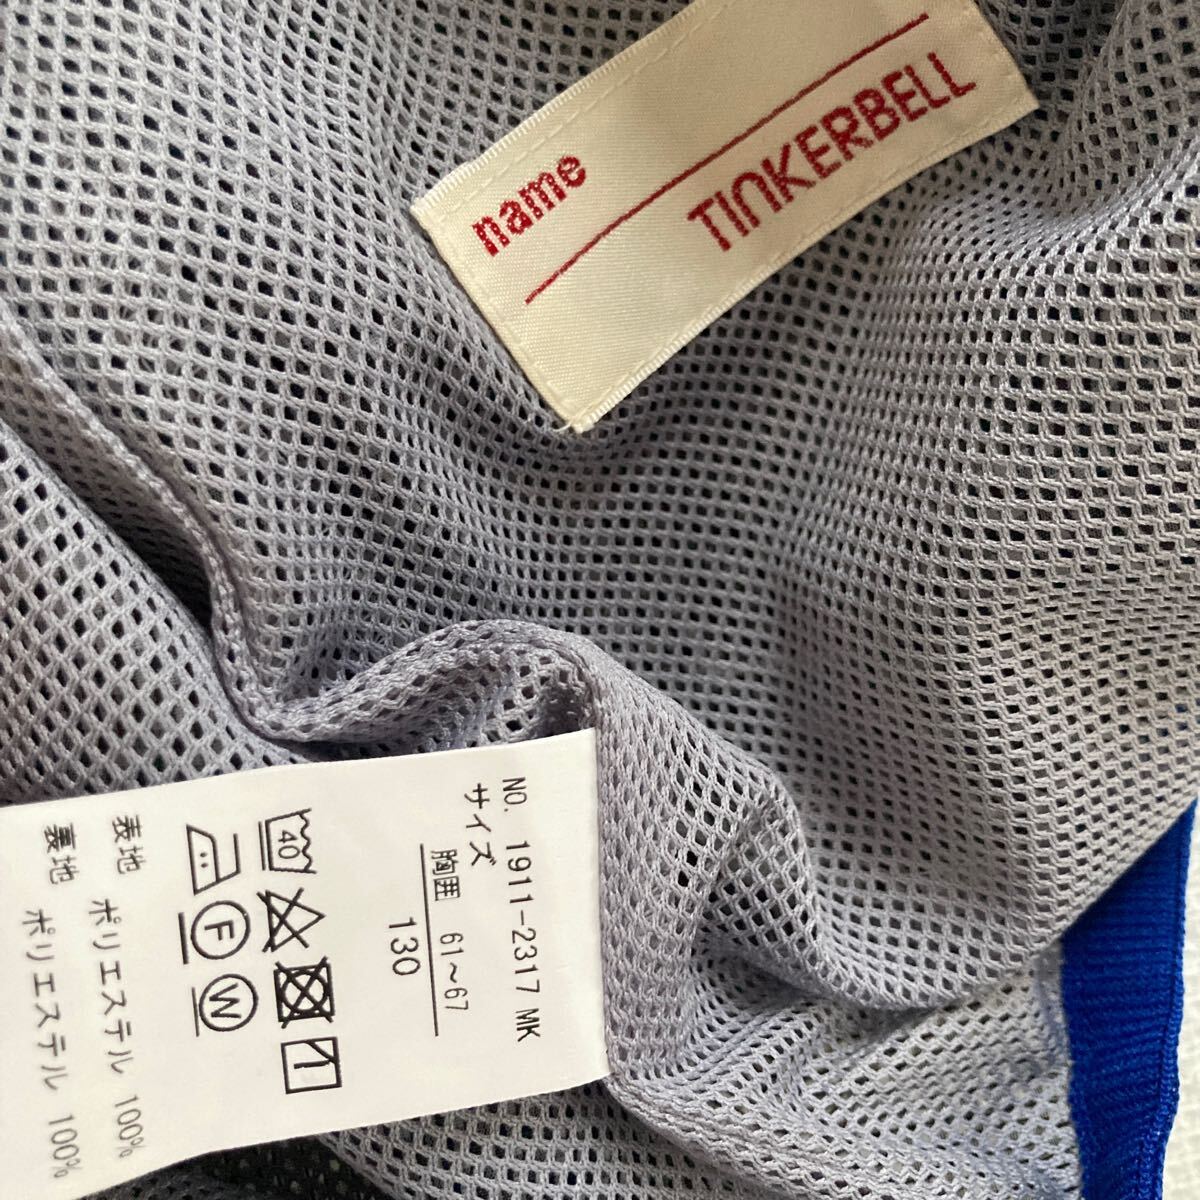 name
TINKERBELL
NO. 1911-2317 MK
サイズ
胸囲 61~67
130
40
F W
表地 ポリエステル 100%
裏地 ポリエステル 100%